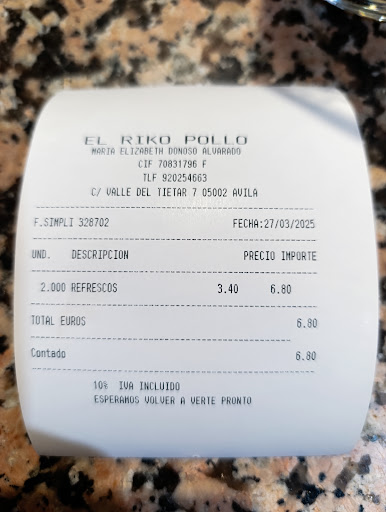 EL RIKO POLLO
MARIA ELIZABETH DONOSO ALVARADO
CIF 70831796 F
TLF 920254663
C/ VALLE DEL TIETAR 7 05002 AVILA
F.SIMPLI 328702 FECHA:27/03/2025
UND. DESCRIPCION PRECIO IMPORTE
2.000 REFRESCOS 3.40 6.80
TOTAL EUROS 6.80
Contado 6.80
10% IVA INCLUIDO
ESPERAMOS VOLVER A VERTE PRONTO